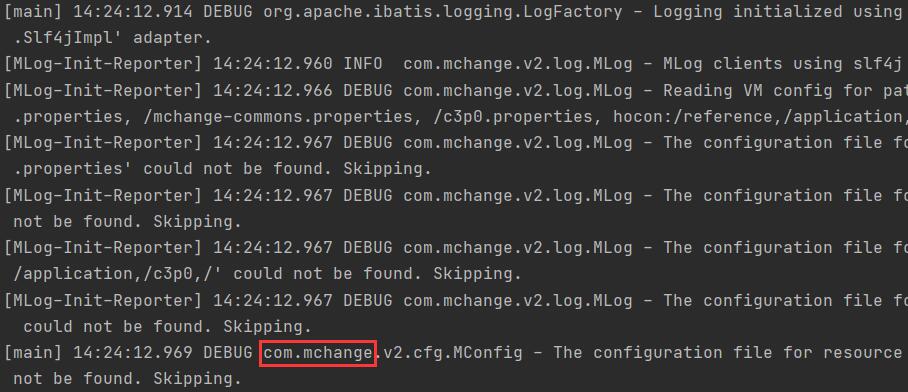 [main] 14:24:12.914 DEBUG org.apache.ibatis.logging.LogFactory – Logging initialized using
.Slf4jImpl' adapter.
[MLog-Init-Reporter] 14:24:12.960 INFO  com.mchange.v2.log.MLog – MLog clients using slf4j
[MLog-Init-Reporter] 14:24:12.966 DEBUG com.mchange.v2.log.MLog – Reading VM config for pat
.properties, /mchange-commons.properties, /c3p0.properties, hocon:/reference,/application,
[MLog-Init-Reporter] 14:24:12.967 DEBUG com.mchange.v2.log.MLog – The configuration file fo
.properties' could not be found. Skipping.
[MLog-Init-Reporter] 14:24:12.967 DEBUG com.mchange.v2.log.MLog – The configuration file fo
not be found. Skipping.
[MLog-Init-Reporter] 14:24:12.967 DEBUG com.mchange.v2.log.MLog – The configuration file fo
/application,/c3p0,/' could not be found. Skipping.
[MLog-Init-Reporter] 14:24:12.967 DEBUG com.mchange.v2.log.MLog – The configuration file fo
could not be found. Skipping.
[main] 14:24:12.969 DEBUG com.mchange.v2.cfg.MConfig – The configuration file for resource
not be found. Skipping.